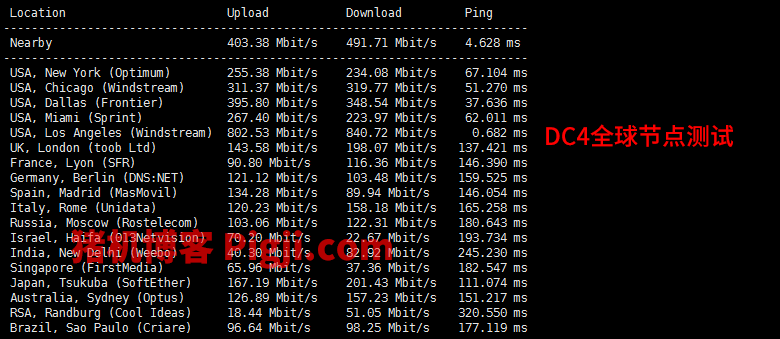 Location Upload Download Ping
Nearby 403.38 Mbit/s 491.71 Mbit/s 4.628 ms
USA, New York (Optimum) 255.38 Mbit/s 234.08 Mbit/s 67.104 ms
USA, Chicago (Windstream) 311.37 Mbit/s 319.77 Mbit/s 51.270 ms
USA, Dallas (Frontier) 395.80 Mbit/s 348.54 Mbit/s 37.636 ms
USA, Miami (Sprint) 267.40 Mbit/s 223.97 Mbit/s 62.011 ms
USA, Los Angeles (Windstream) 802.53 Mbit/s 840.72 Mbit/s 0.682 ms
DC4全球节点测试
UK, London (toob Ltd) 143.58 Mbit/s 198.07 Mbit/s 137.421 ms
France, Lyon (SFR) 90.80 Mbit/s 116.36 Mbit/s 146.390 ms
Germany, Berlin (DNS:NET) 121.12 Mbit/s 103.48 Mbit/s 159.525 ms
Spain, Madrid (MasMovil) 134.28 Mbit/s 89.94 Mbit/s 146.054 ms
Italy, Rome (Unidata) 120.23 Mbit/s 158.18 Mbit/s 165.258 ms
Russia, Moscow (Rostelecom) 103.06 Mbit/s 122.31 Mbit/s 180.643 ms
Israel, Haifa (013Netvision) 70.20 Mbit/s 22.67 Mbit/s 193.734 ms
猪机博客 Pigji.com
India, New Delhi (Weebo) 40.30 Mbit/s 82.92 Mbit/s 245.230 ms
Singapore (FirstMedia) 65.96 Mbit/s 37.36 Mbit/s 182.547 ms
Japan, Tsukuba (SoftEther) 167.19 Mbit/s 201.43 Mbit/s 111.074 ms
Australia, Sydney (Optus) 126.89 Mbit/s 157.23 Mbit/s 151.217 ms
RSA, Randburg (Cool Ideas) 18.44 Mbit/s 51.05 Mbit/s 320.550 ms
Brazil, Sao Paulo (Criare) 96.64 Mbit/s 98.25 Mbit/s 177.119 ms